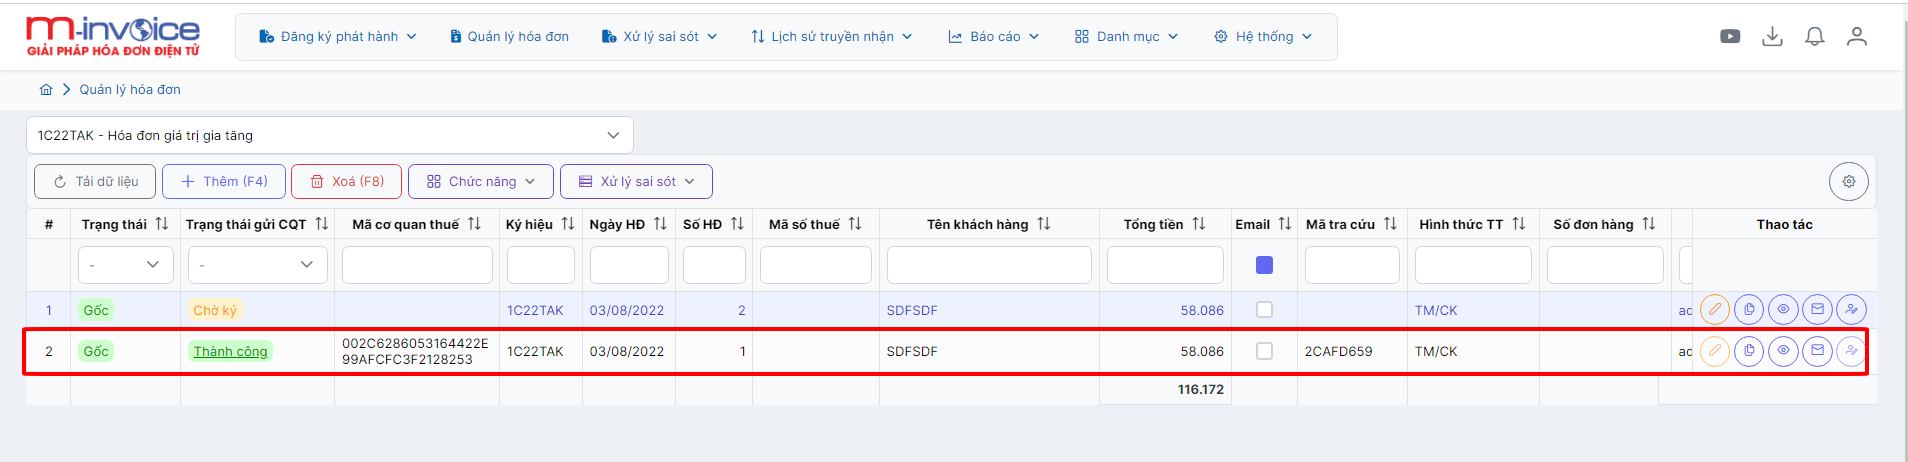 m-invoice
GIẢI PHÁP HÓA ĐƠN ĐIỆN TỬ
Đăng ký phát hành
Quản lý hóa đơn
Xử lý sai sót
Lịch sử truyền nhận
Báo cáo
Danh mục
Hệ thống
Quản lý hóa đơn
1C22TAK - Hóa đơn giá trị gia tăng
Tải dữ liệu
Thêm (F4)
Xoá (F8)
Chức năng
Xử lý sai sót
# Trạng thái Trạng thái gửi CQT Mã cơ quan thuế Ký hiệu Ngày HĐ Số HĐ Mã số thuế Tên khách hàng Tổng tiền Email Mã tra cứu Hình thức TT Số đơn hàng Thao tác
- -
1 Gốc Chờ ký 1C22TAK 03/08/2022 2 SDFSDF 58.086 TM/CK ad
2 Gốc Thành công 002C6286053164422E 1C22TAK 03/08/2022 1 SDFSDF 58.086 2CAFD659 TM/CK ad
99AFCFC3F2128253
116.172